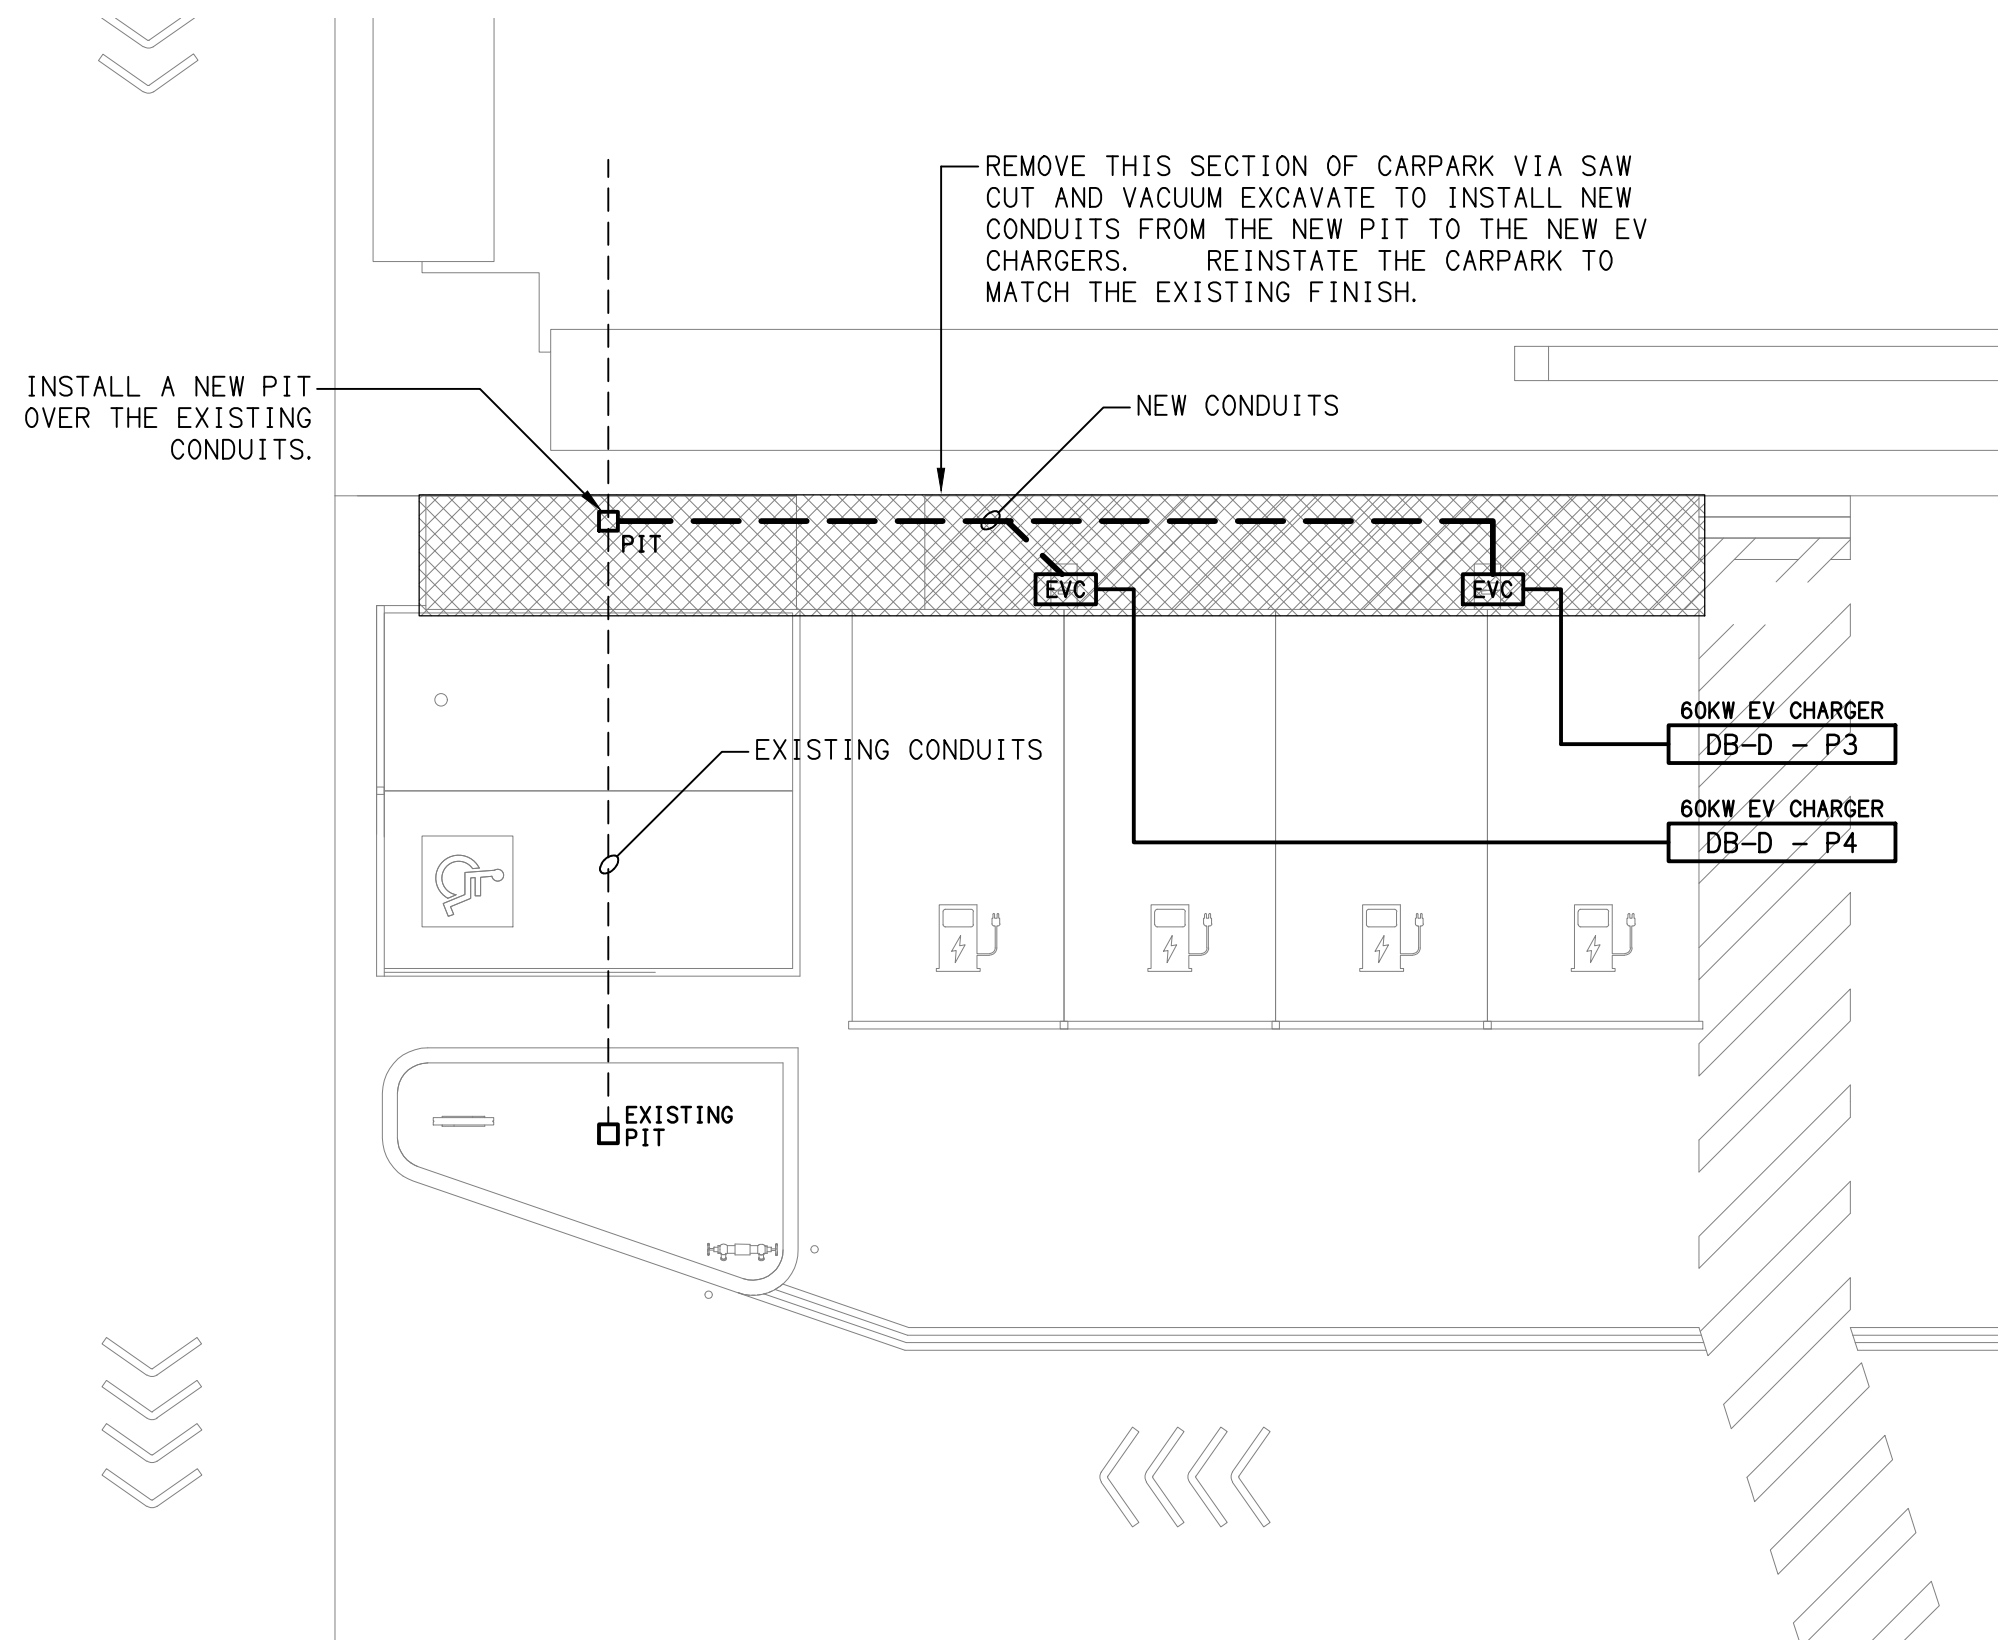 REMOVE THIS SECTION OF CARPARK VIA SAW
CUT AND VACUUM EXCAVATE TO INSTALL NEW
CONDUITS FROM THE NEW PIT TO THE NEW EV
CHARGERS. REINSTATE THE CARPARK TO
MATCH THE EXISTING FINISH.
INSTALL A NEW PIT
OVER THE EXISTING
CONDUITS.
NEW CONDUITS
PIT
EVC
EVC
60KW EV CHARGER
DB-D - P3
EXISTING CONDUITS
60KW EV CHARGER
DB-D - P4
EXISTING
PIT